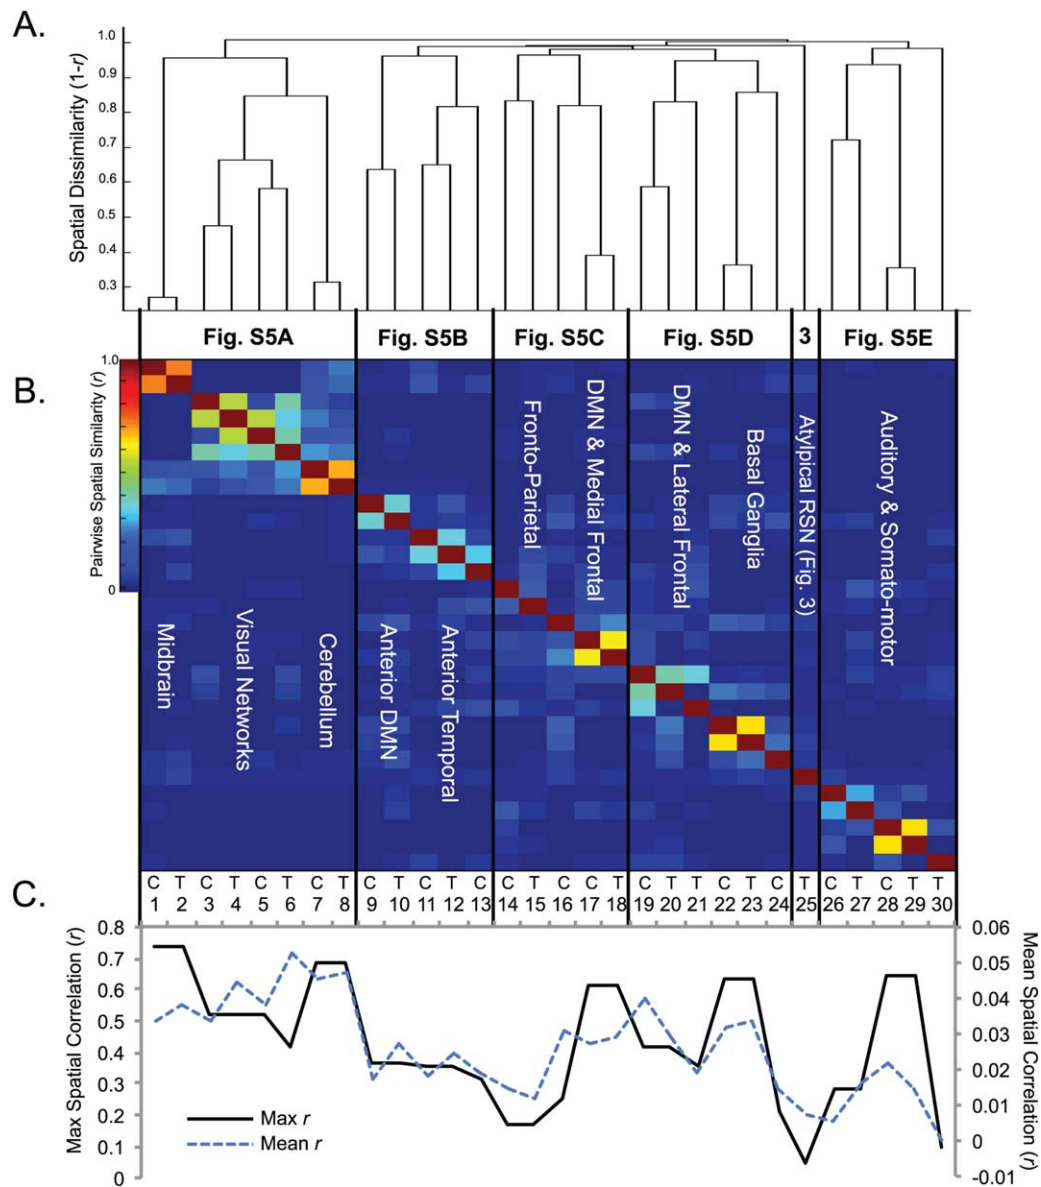 A.
Spatial Dissimilarity (1-r)
1.0
0.9
0.8
0.7
0.6
0.5
0.4
0.3
Fig. S5A Fig. S5B Fig. S5C Fig. S5D 3 Fig. S5E
B.
Pairwise Spatial Similarity (r)
1.0
0
Midbrain
Visual Networks
Cerebellum
Anterior DMN
Anterior Temporal
Fronto-Parietal
DMN & Medial Frontal
DMN & Lateral Frontal
Basal Ganglia
Atypical RSN (Fig. 3)
Auditory & Somato-motor
C T C T C T C T C T C T C C T C C T C T T C T C T C T C T T
1 2 3 4 5 6 7 8 9 10 11 12 13 14 15 16 17 18 19 20 21 22 23 24 25 26 27 28 29 30
C.
Max Spatial Correlation (r)
0.8
0.7
0.6
0.5
0.4
0.3
0.2
0.1
0
Max r
Mean r
0.06
0.05
0.04
0.03
0.02
0.01
0
-0.01
Mean Spatial Correlation (r)